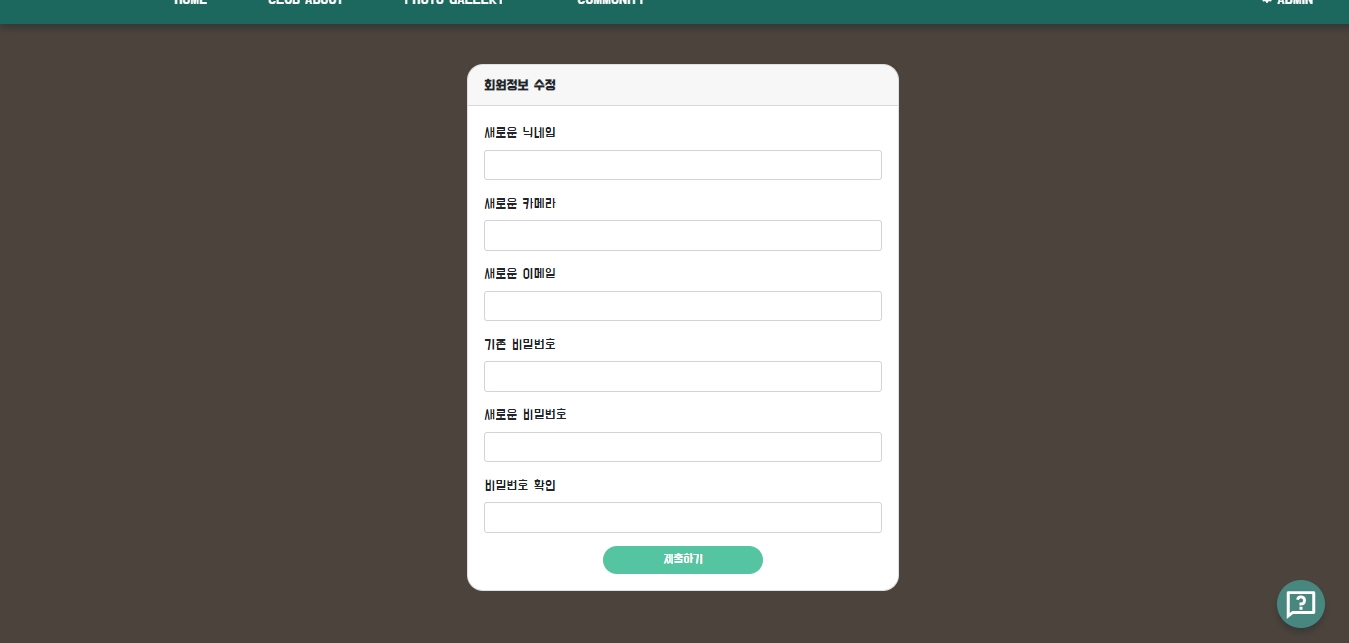 HOME CLUB ABOUT PHOTO GALLERY COMMUNITY ADMIN
회원정보 수정
새로운 닉네임
새로운 카메라
새로운 이메일
기존 비밀번호
새로운 비밀번호
비밀번호 확인
제출하기
?